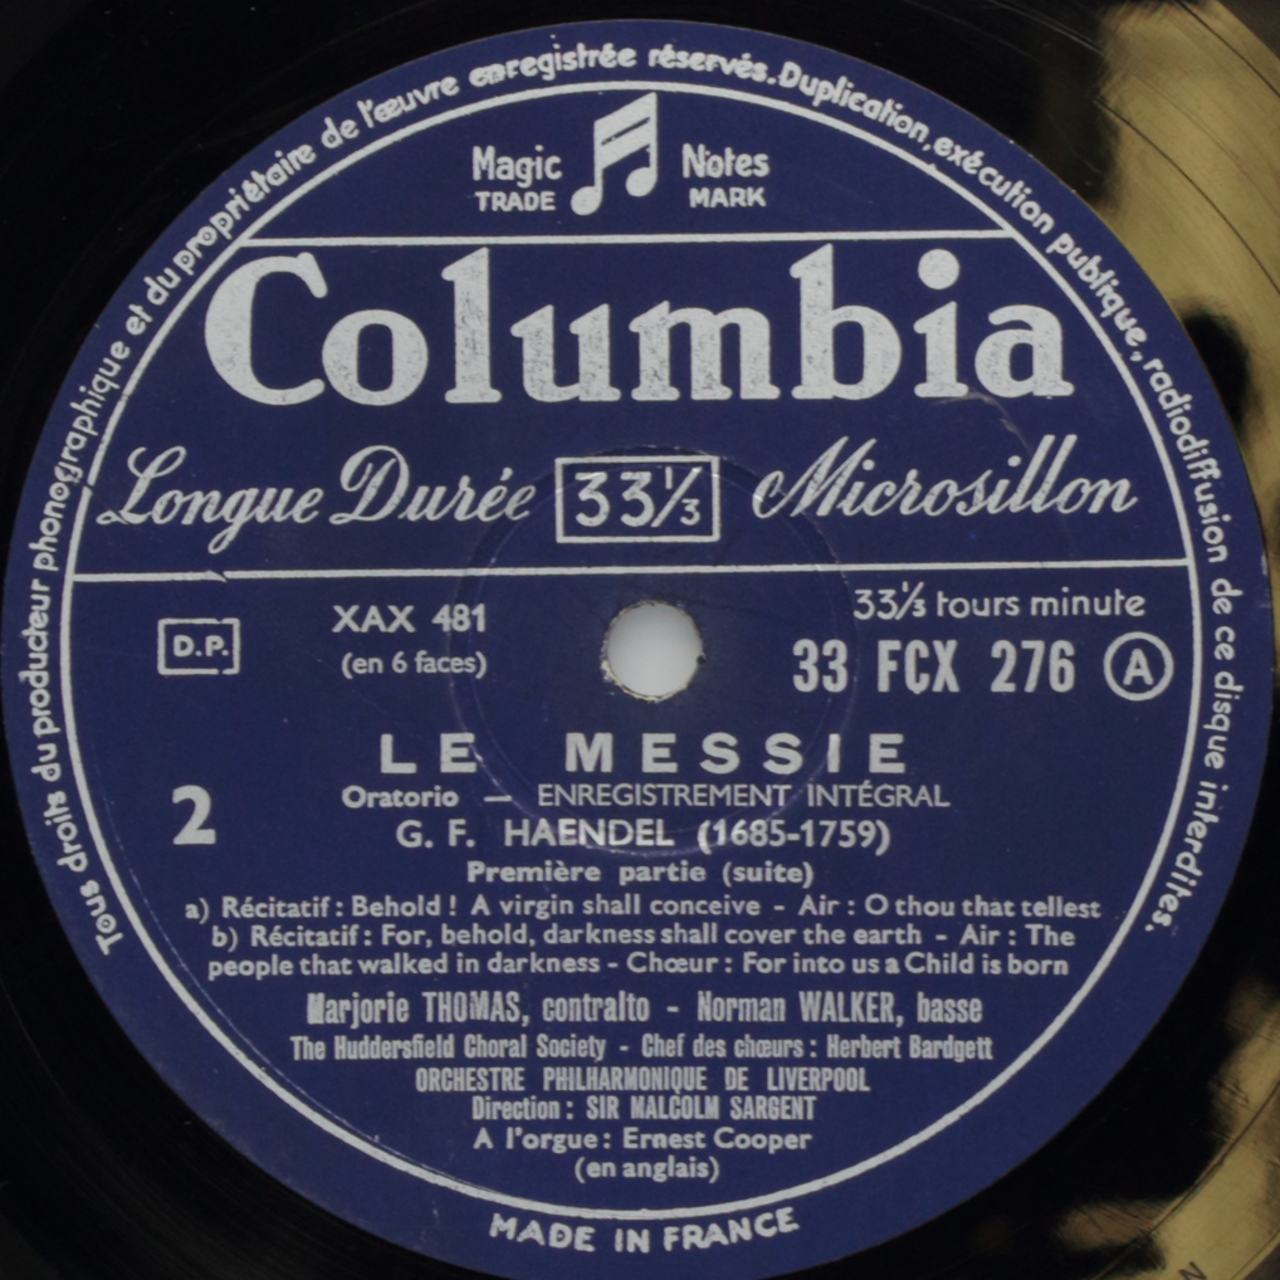 Tous droits du producteur phonographique et du propriétaire de l'œuvre enregistrée réservés. Duplication, exécution publique, radiodiffusion de ce disque interdites.
Magic Notes
TRADE MARK
Columbia
Longue Durée 33⅓ Microsillon
33⅓ tours minute
D.P. XAX 481 33 FCX 276 A
(en 6 faces)
LE MESSIE
2 Oratorio — ENREGISTREMENT INTÉGRAL
G. F. HAENDEL (1685-1759)
Première partie (suite)
a) Récitatif : Behold ! A virgin shall conceive - Air : O thou that tellest
b) Récitatif : For, behold, darkness shall cover the earth - Air : The
people that walked in darkness - Chœur : For into us a Child is born
Marjorie THOMAS, contralto - Norman WALKER, basse
The Huddersfield Choral Society - Chef des chœurs : Herbert Bardgett
ORCHESTRE PHILHARMONIQUE DE LIVERPOOL
Direction : SIR MALCOLM SARGENT
A l'orgue : Ernest Cooper
(en anglais)
MADE IN FRANCE